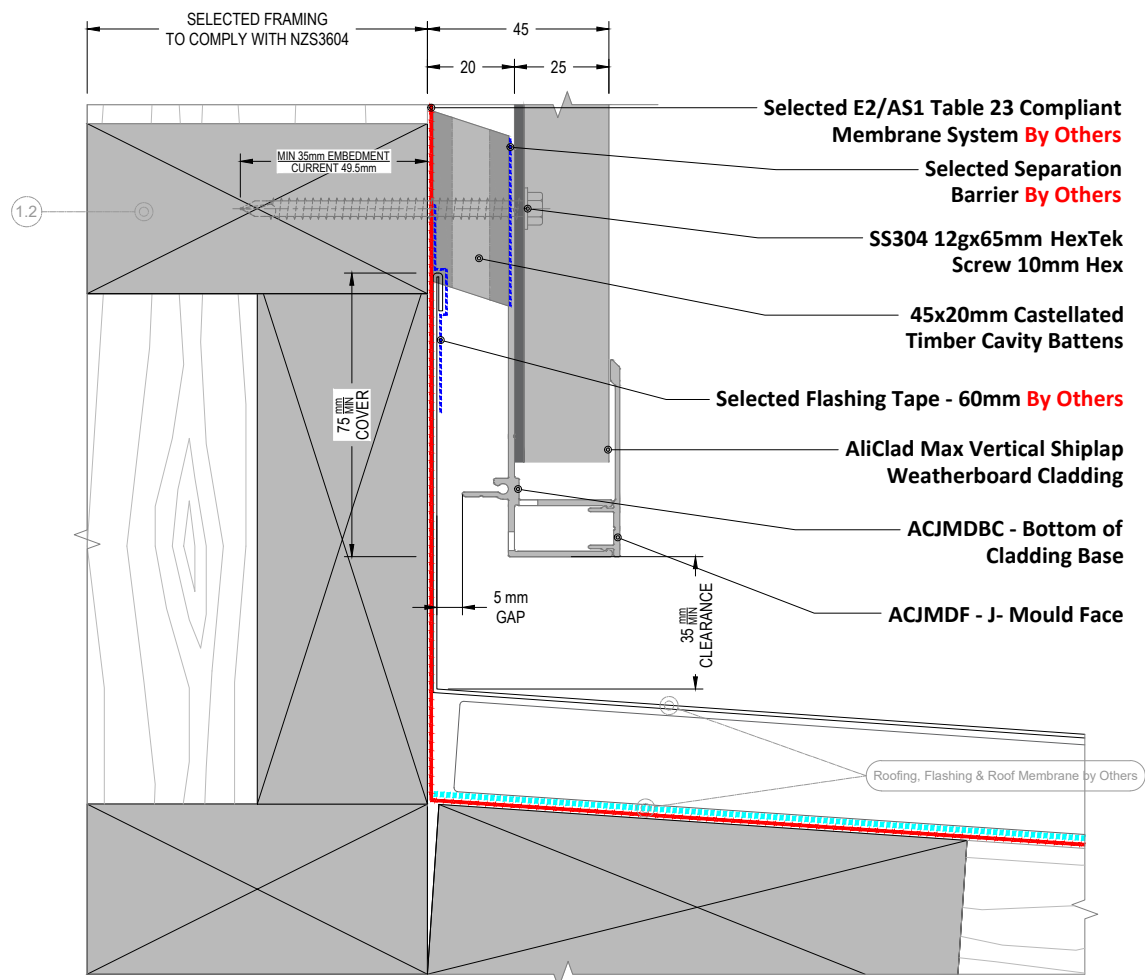 SELECTED FRAMING
TO COMPLY WITH NZS3604
45
20
25
Selected E2/AS1 Table 23 Compliant
Membrane System By Others
MIN 35mm EMBEDMENT
CURRENT 49.5mm
Selected Separation
Barrier By Others
1.2
SS304 12gx65mm HexTek
Screw 10mm Hex
45x20mm Castellated
Timber Cavity Battens
75 mm
MIN
COVER
Selected Flashing Tape - 60mm By Others
AliClad Max Vertical Shiplap
Weatherboard Cladding
ACJMDBC - Bottom of
Cladding Base
5 mm
GAP
35 mm
MIN
CLEARANCE
ACJMDF - J- Mould Face
Roofing, Flashing & Roof Membrane by Others